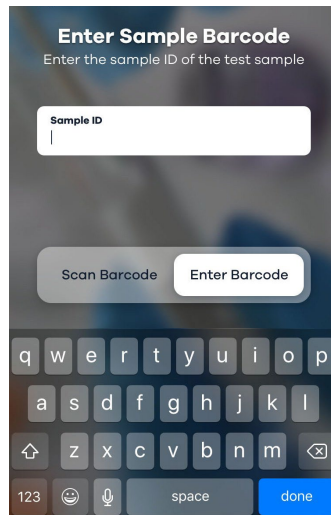 Enter Sample Barcode
Enter the sample ID of the test sample
Sample ID
Scan Barcode Enter Barcode
q w e r t y u i o p
a s d f g h j k l
z x c v b n m
123 space done